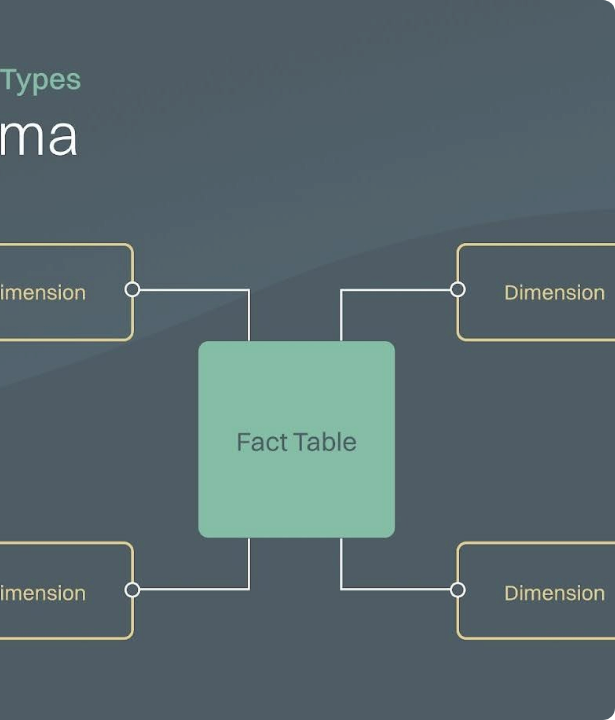 Types
ma
imension
Dimension
Fact Table
imension
Dimension